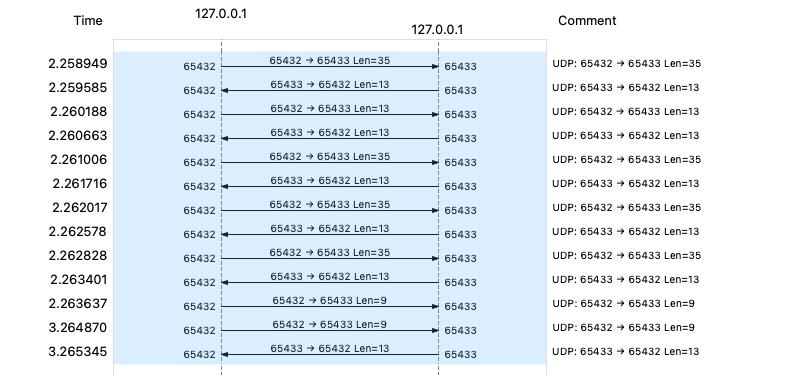 Time 127.0.0.1 Comment
127.0.0.1
2.258949 65432 65432 → 65433 Len=35 65433 UDP: 65432 → 65433 Len=35
2.259585 65432 65433 → 65432 Len=13 65433 UDP: 65433 → 65432 Len=13
2.260188 65432 65432 → 65433 Len=13 65433 UDP: 65432 → 65433 Len=13
2.260663 65432 65433 → 65432 Len=13 65433 UDP: 65433 → 65432 Len=13
2.261006 65432 65432 → 65433 Len=35 65433 UDP: 65432 → 65433 Len=35
2.261716 65432 65433 → 65432 Len=13 65433 UDP: 65433 → 65432 Len=13
2.262017 65432 65432 → 65433 Len=35 65433 UDP: 65432 → 65433 Len=35
2.262578 65432 65433 → 65432 Len=13 65433 UDP: 65433 → 65432 Len=13
2.262828 65432 65432 → 65433 Len=35 65433 UDP: 65432 → 65433 Len=35
2.263401 65432 65433 → 65432 Len=13 65433 UDP: 65433 → 65432 Len=13
2.263637 65432 65432 → 65433 Len=9 65433 UDP: 65432 → 65433 Len=9
3.264870 65432 65432 → 65433 Len=9 65433 UDP: 65432 → 65433 Len=9
3.265345 65432 65433 → 65432 Len=13 65433 UDP: 65433 → 65432 Len=13